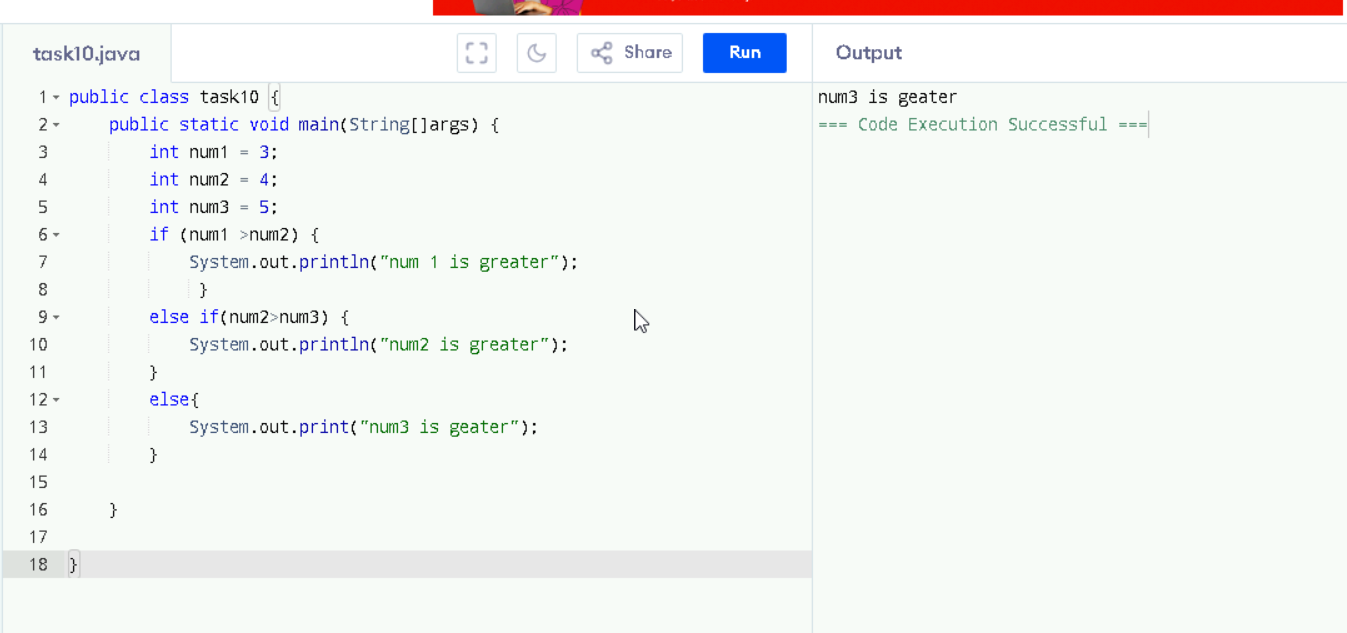 task10.java
Share
Run
Output
1 public class task10 {
2 public static void main(String[]args) {
3 int num1 = 3;
4 int num2 = 4;
5 int num3 = 5;
6 if (num1 >num2) {
7 System.out.println("num 1 is greater");
8 }
9 else if(num2>num3) {
10 System.out.println("num2 is greater");
11 }
12 else{
13 System.out.print("num3 is geater");
14 }
15
16 }
17
18 }
num3 is geater
=== Code Execution Successful ===